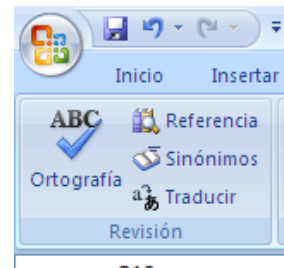 Inicio Insertar
ABC
Ortografía
Referencia
Sinónimos
Traducir
Revisión